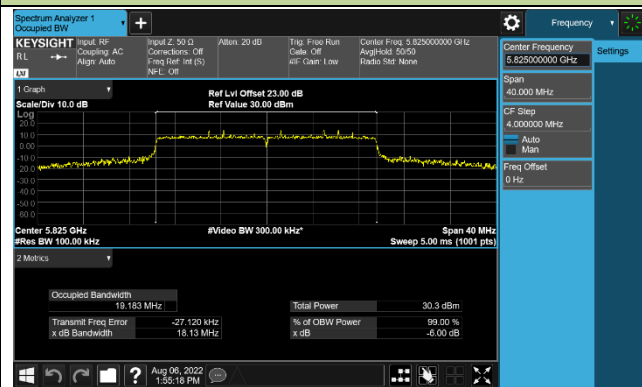 Spectrum Analyzer 1
Occupied BW
Frequency
KEYSIGHT
RL
LXI
Input: RF
Coupling: AC
Align: Auto
Input Z: 50 Ω
Corrections: Off
Freq Ref: Int (S)
NFE: Off
Atten: 20 dB
Trig: Free Run
Gate: Off
#IF Gain: Low
Center Freq: 5.825000000 GHz
Avg|Hold: 50/50
Radio Std: None
Center Frequency
5.825000000 GHz
Settings
Span
40.000 MHz
CF Step
4.000000 MHz
Auto
Man
Freq Offset
0 Hz
1 Graph
Scale/Div 10.0 dB
Ref Lvl Offset 23.00 dB
Ref Value 30.00 dBm
Log
20.0
10.0
0.00
-10.0
-20.0
-30.0
-40.0
-50.0
-60.0
Center 5.825 GHz
#Res BW 100.00 kHz
#Video BW 300.00 kHz*
Span 40 MHz
Sweep 5.00 ms (1001 pts)
2 Metrics
Occupied Bandwidth
19.183 MHz
Total Power 30.3 dBm
Transmit Freq Error -27.120 kHz
% of OBW Power 99.00 %
x dB Bandwidth 18.13 MHz
x dB -6.00 dB
?
Aug 06, 2022
1:55:18 PM